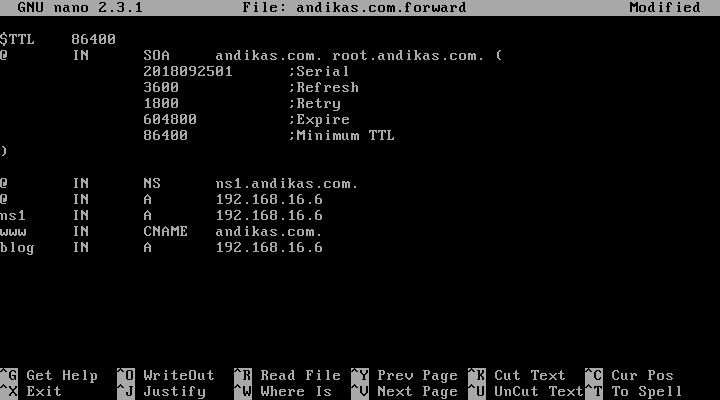 GNU nano 2.3.1 File: andikas.com.forward Modified
$TTL 86400
@ IN SOA andikas.com. root.andikas.com. (
2018092501 ;Serial
3600 ;Refresh
1800 ;Retry
604800 ;Expire
86400 ;Minimum TTL
)
@ IN NS ns1.andikas.com.
@ IN A 192.168.16.6
ns1 IN A 192.168.16.6
www IN CNAME andikas.com.
blog IN A 192.168.16.6
^G Get Help ^O WriteOut ^R Read File ^Y Prev Page ^K Cut Text ^C Cur Pos
^X Exit ^J Justify ^W Where Is ^V Next Page ^U UnCut Text ^T To Spell